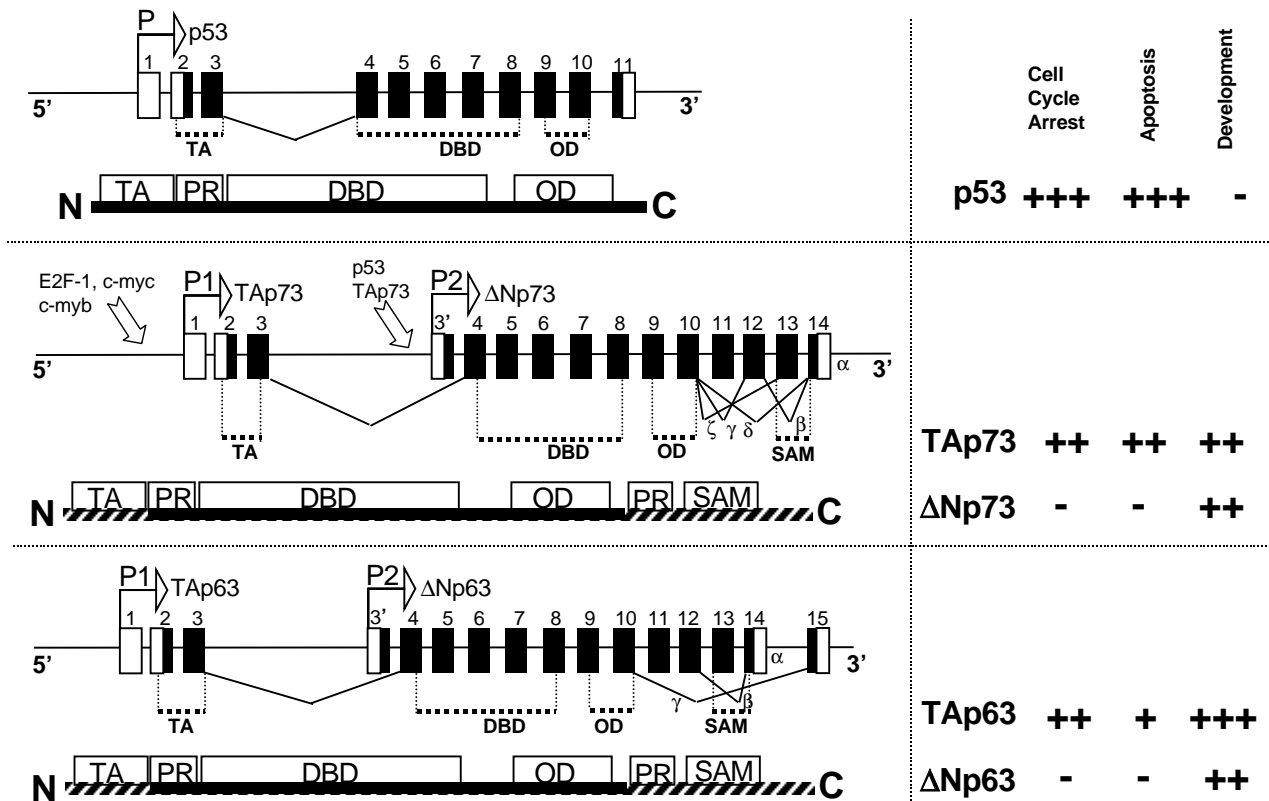 P p53
1 2 3 4 5 6 7 8 9 10 11
5’ 3’
TA DBD OD
TA PR DBD OD
N C
Cell
Cycle
Arrest
Apoptosis
Development
p53 +++ +++ -
E2F-1, c-myc
c-myb
P1 TAp73
p53
TAp73
P2 ΔNp73
1 2 3 3’ 4 5 6 7 8 9 10 11 12 13 14
5’ α 3’
ζ γ δ β
TA DBD OD SAM
TA PR DBD OD PR SAM
N C
TAp73 ++ ++ ++
ΔNp73 - - ++
P1 TAp63 P2 ΔNp63
1 2 3 3’ 4 5 6 7 8 9 10 11 12 13 14 15
5’ α 3’
γ β
TA DBD OD SAM
TA PR DBD OD PR SAM
N C
TAp63 ++ + +++
ΔNp63 - - ++